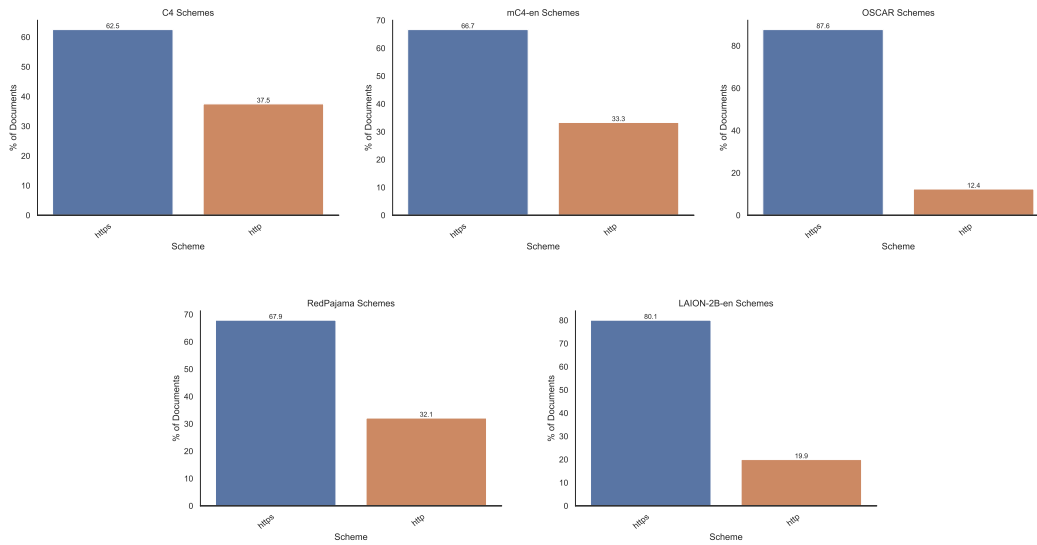 C4 Schemes
62.5
37.5
60
50
40
30
20
10
0
% of Documents
https
http
Scheme
mC4-en Schemes
66.7
33.3
70
60
50
40
30
20
10
0
% of Documents
https
http
Scheme
OSCAR Schemes
87.6
12.4
80
60
40
20
0
% of Documents
https
http
Scheme
RedPajama Schemes
67.9
32.1
70
60
50
40
30
20
10
0
% of Documents
https
http
Scheme
LAION-2B-en Schemes
80.1
19.9
80
70
60
50
40
30
20
10
0
% of Documents
https
http
Scheme